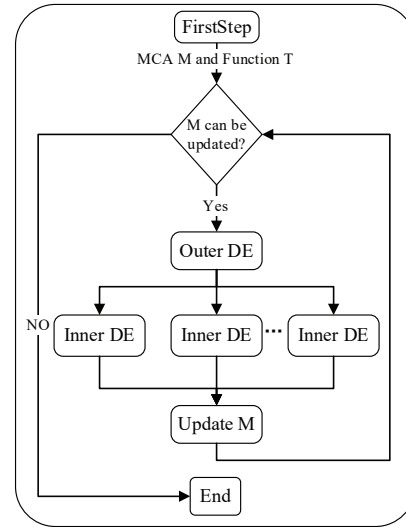 FirstStep
MCA M and Function T
M can be
updated?
Yes
Outer DE
NO
Inner DE
Inner DE
...
Inner DE
Update M
End